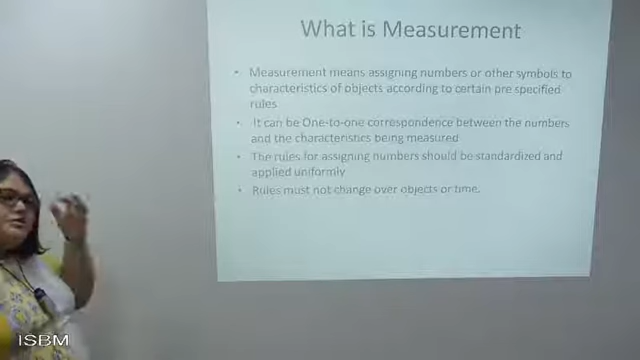 What is Measurement
• Measurement means assigning numbers or other symbols to
characteristics of objects according to certain pre specified
rules
• It can be One-to-one correspondence between the numbers
and the characteristics being measured
• The rules for assigning numbers should be standardized and
applied uniformly
• Rules must not change over objects or time.
ISBM